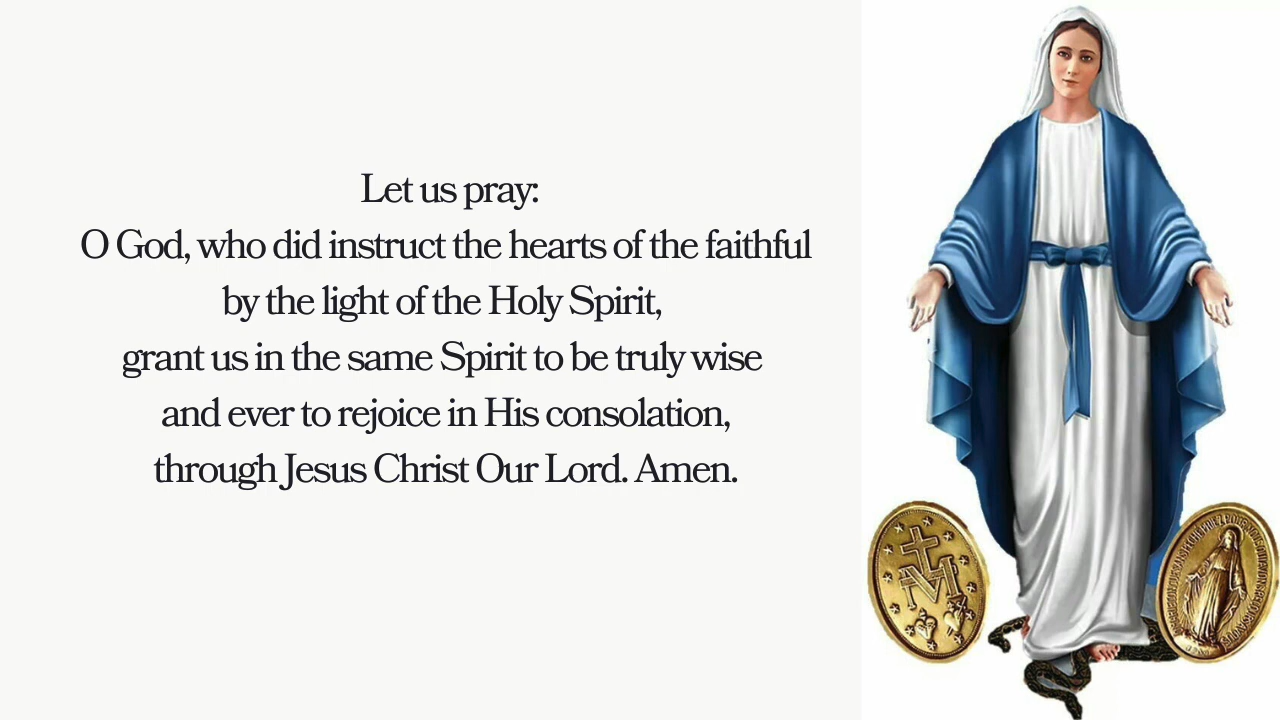 Let us pray:
O God, who did instruct the hearts of the faithful
by the light of the Holy Spirit,
grant us in the same Spirit to be truly wise
and ever to rejoice in His consolation,
through Jesus Christ Our Lord. Amen.
M